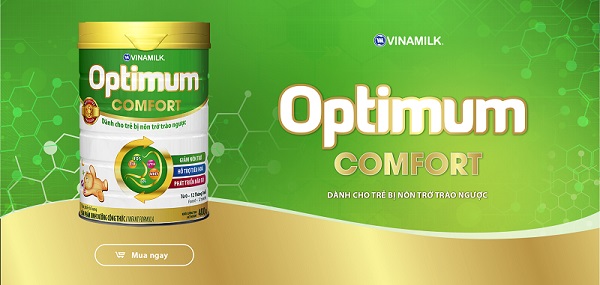 VINAMILK
Optimum
COMFORT
Dành cho trẻ bị nôn trớ trào ngược
GIẢM NÔN TRỚ
HỖ TRỢ TIÊU HÓA
PHÁT TRIỂN NÃO BỘ
Mua ngay
VINAMILK
Optimum
COMFORT
DÀNH CHO TRẺ BỊ NÔN TRỚ TRÀO NGƯỢC